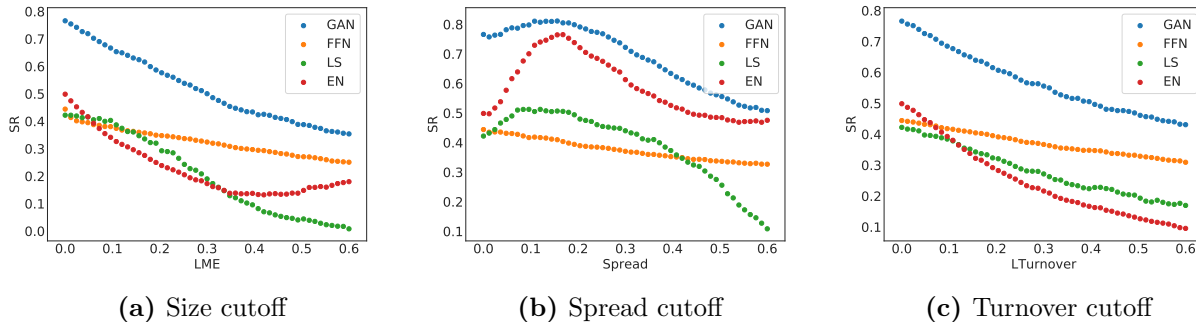 0.8
0.7
0.6
0.5
0.4
0.3
0.2
0.1
0.0
SR
0.0 0.1 0.2 0.3 0.4 0.5 0.6
LME
GAN
FFN
LS
EN
(a) Size cutoff
0.8
0.7
0.6
0.5
0.4
0.3
0.2
0.1
SR
0.0 0.1 0.2 0.3 0.4 0.5 0.6
Spread
GAN
FFN
LS
EN
(b) Spread cutoff
0.8
0.7
0.6
0.5
0.4
0.3
0.2
0.1
SR
0.0 0.1 0.2 0.3 0.4 0.5 0.6
LTurnover
GAN
FFN
LS
EN
(c) Turnover cutoff